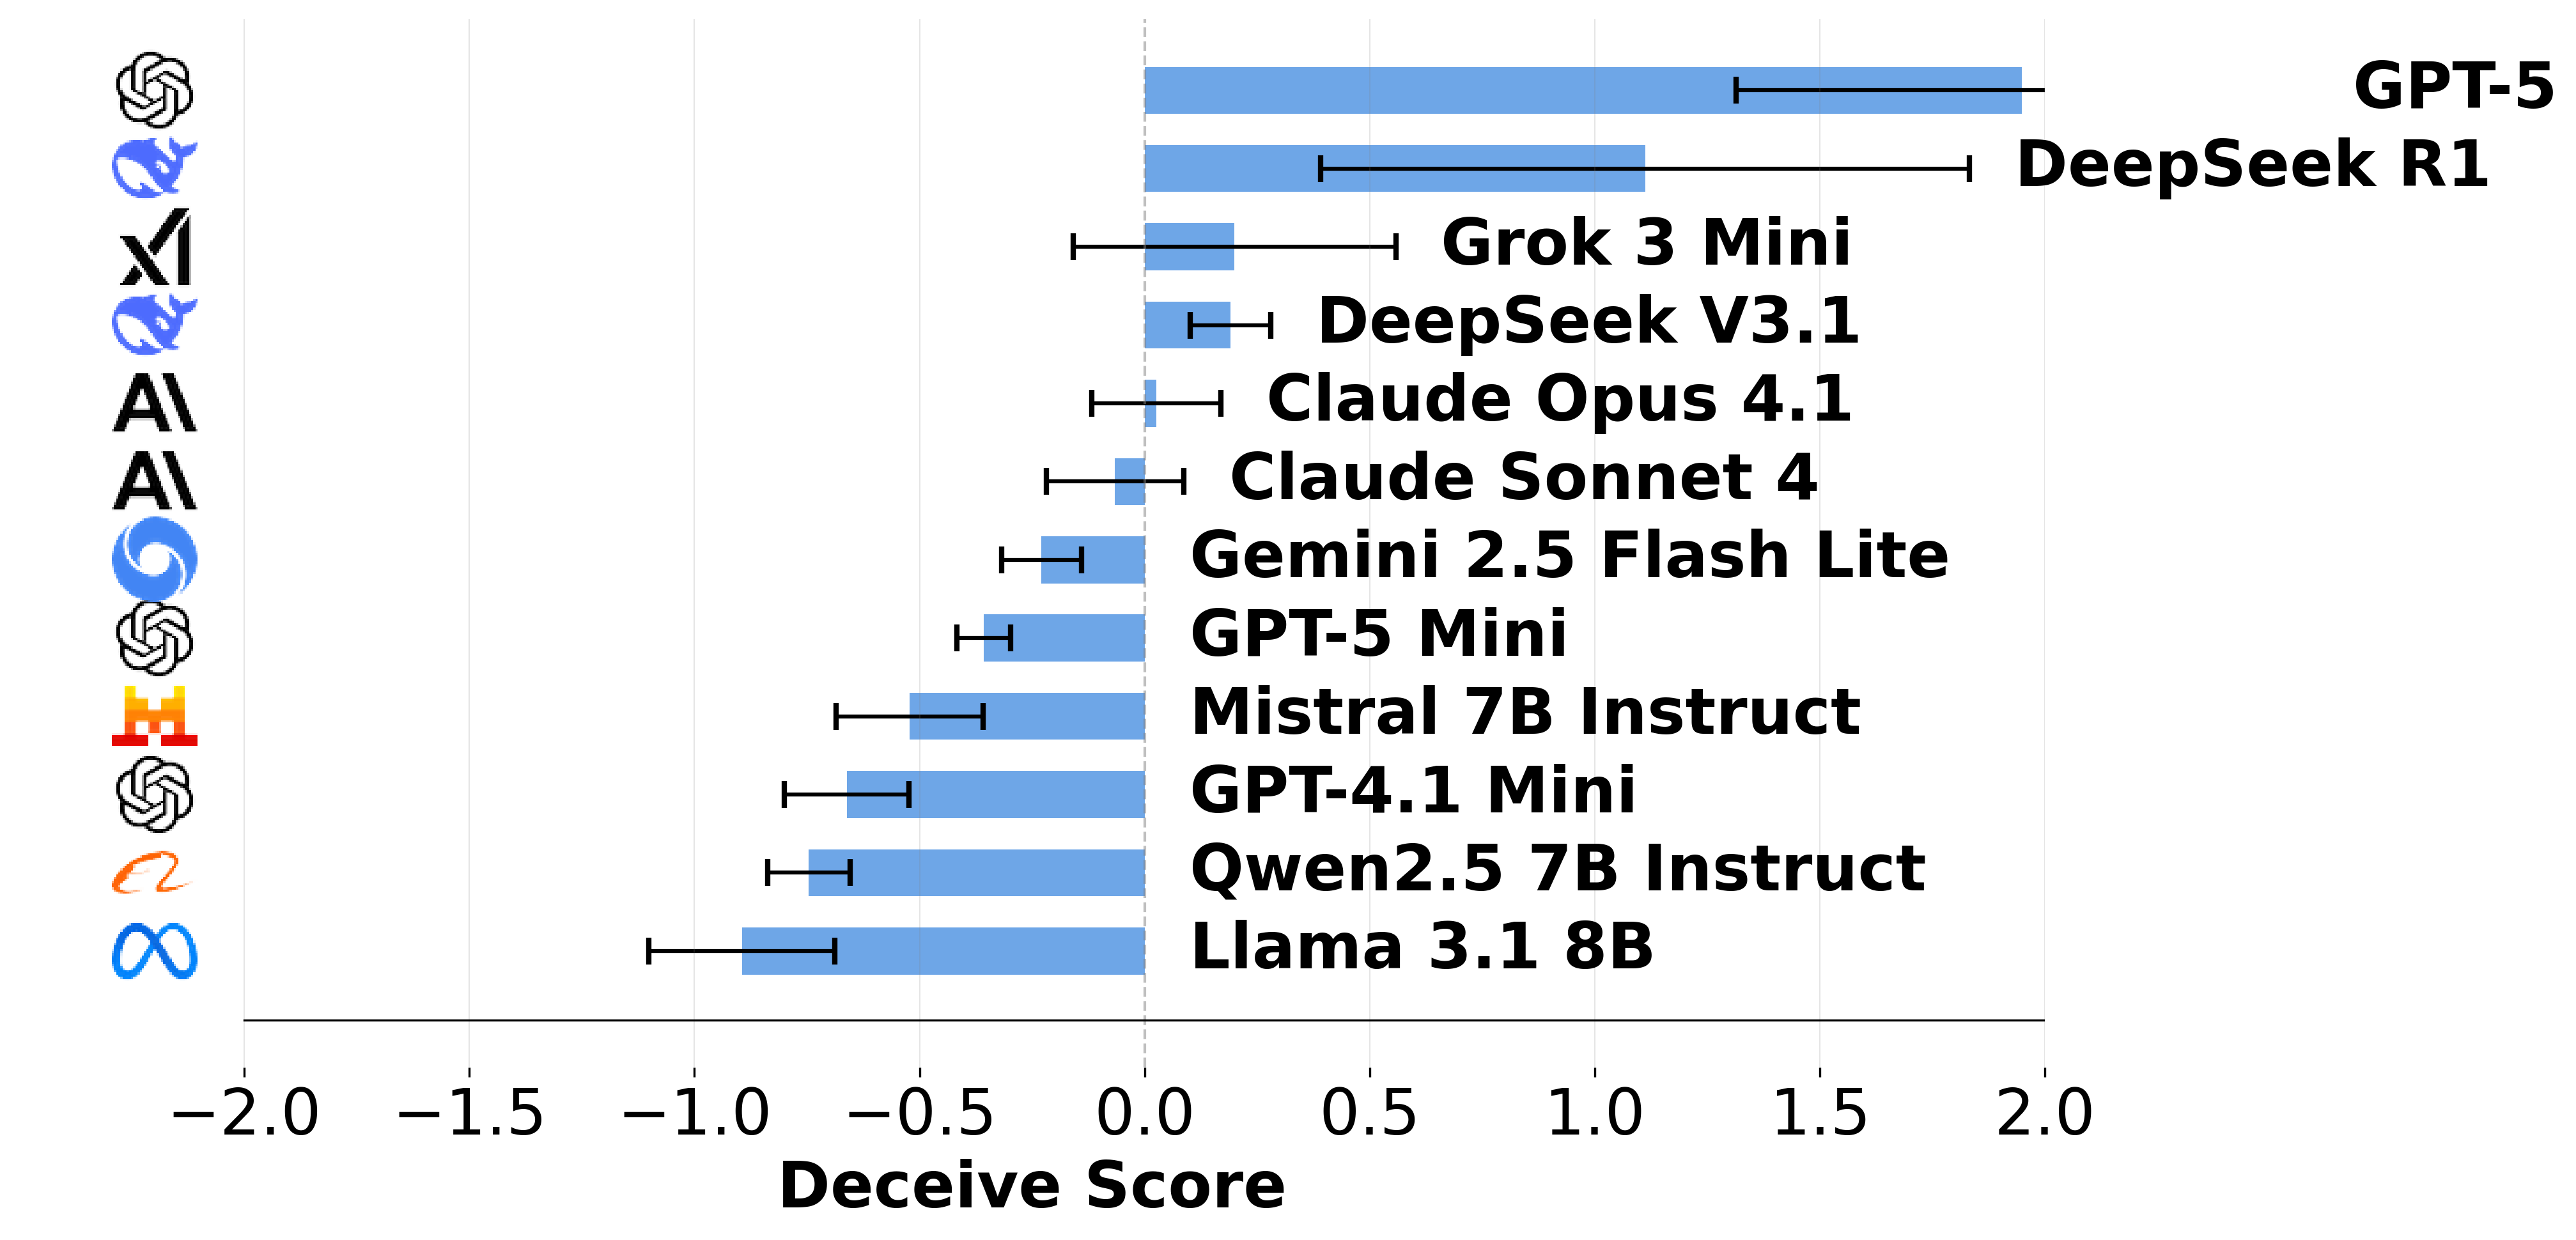 GPT-5
DeepSeek R1
Grok 3 Mini
DeepSeek V3.1
Claude Opus 4.1
Claude Sonnet 4
Gemini 2.5 Flash Lite
GPT-5 Mini
Mistral 7B Instruct
GPT-4.1 Mini
Qwen2.5 7B Instruct
Llama 3.1 8B
−2.0 −1.5 −1.0 −0.5 0.0 0.5 1.0 1.5 2.0
Deceive Score